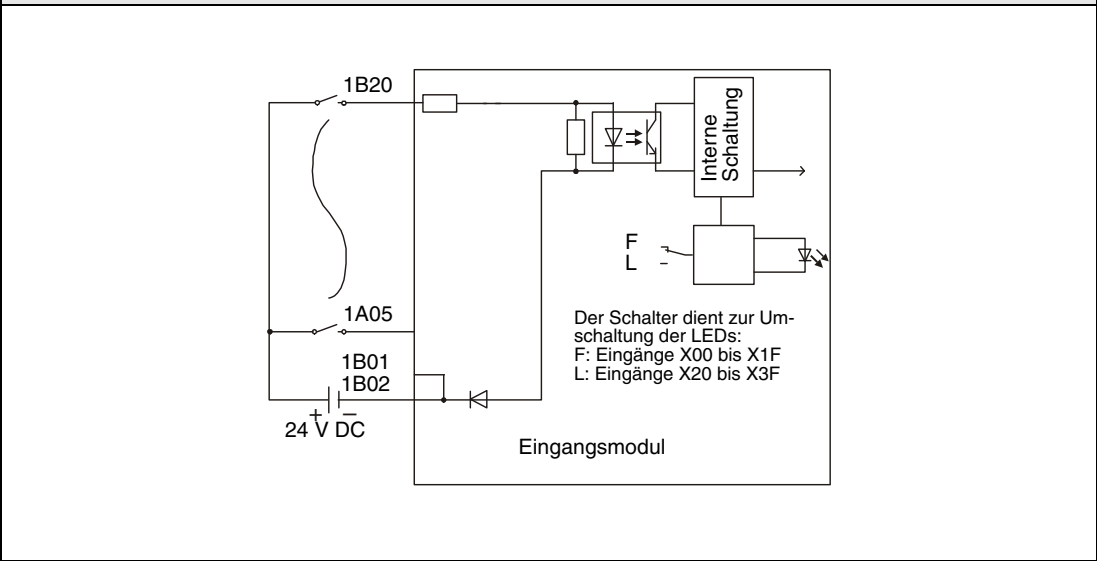 1B20
Interne
Schaltung
F
L
1A05
Der Schalter dient zur Um-
schaltung der LEDs:
F: Eingänge X00 bis X1F
L: Eingänge X20 bis X3F
1B01
1B02
+ –
24 V DC
Eingangsmodul